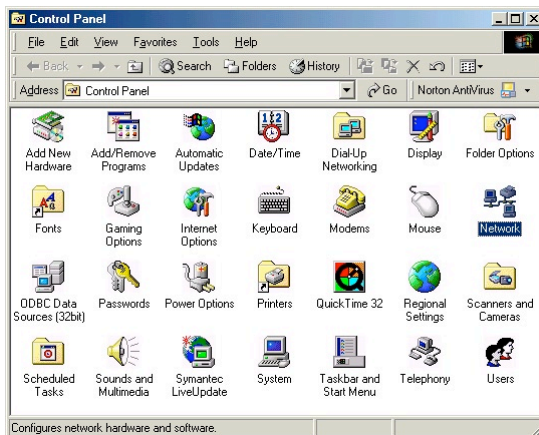 Control Panel
File Edit View Favorites Tools Help
Back Search Folders History
Address Control Panel Go Norton AntiVirus
Add New Hardware
Add/Remove Programs
Automatic Updates
Date/Time
Dial-Up Networking
Display
Folder Options
Fonts
Gaming Options
Internet Options
Keyboard
Modems
Mouse
Network
ODBC Data Sources (32bit)
Passwords
Power Options
Printers
QuickTime 32
Regional Settings
Scanners and Cameras
Scheduled Tasks
Sounds and Multimedia
Symantec LiveUpdate
System
Taskbar and Start Menu
Telephony
Users
Configures network hardware and software.